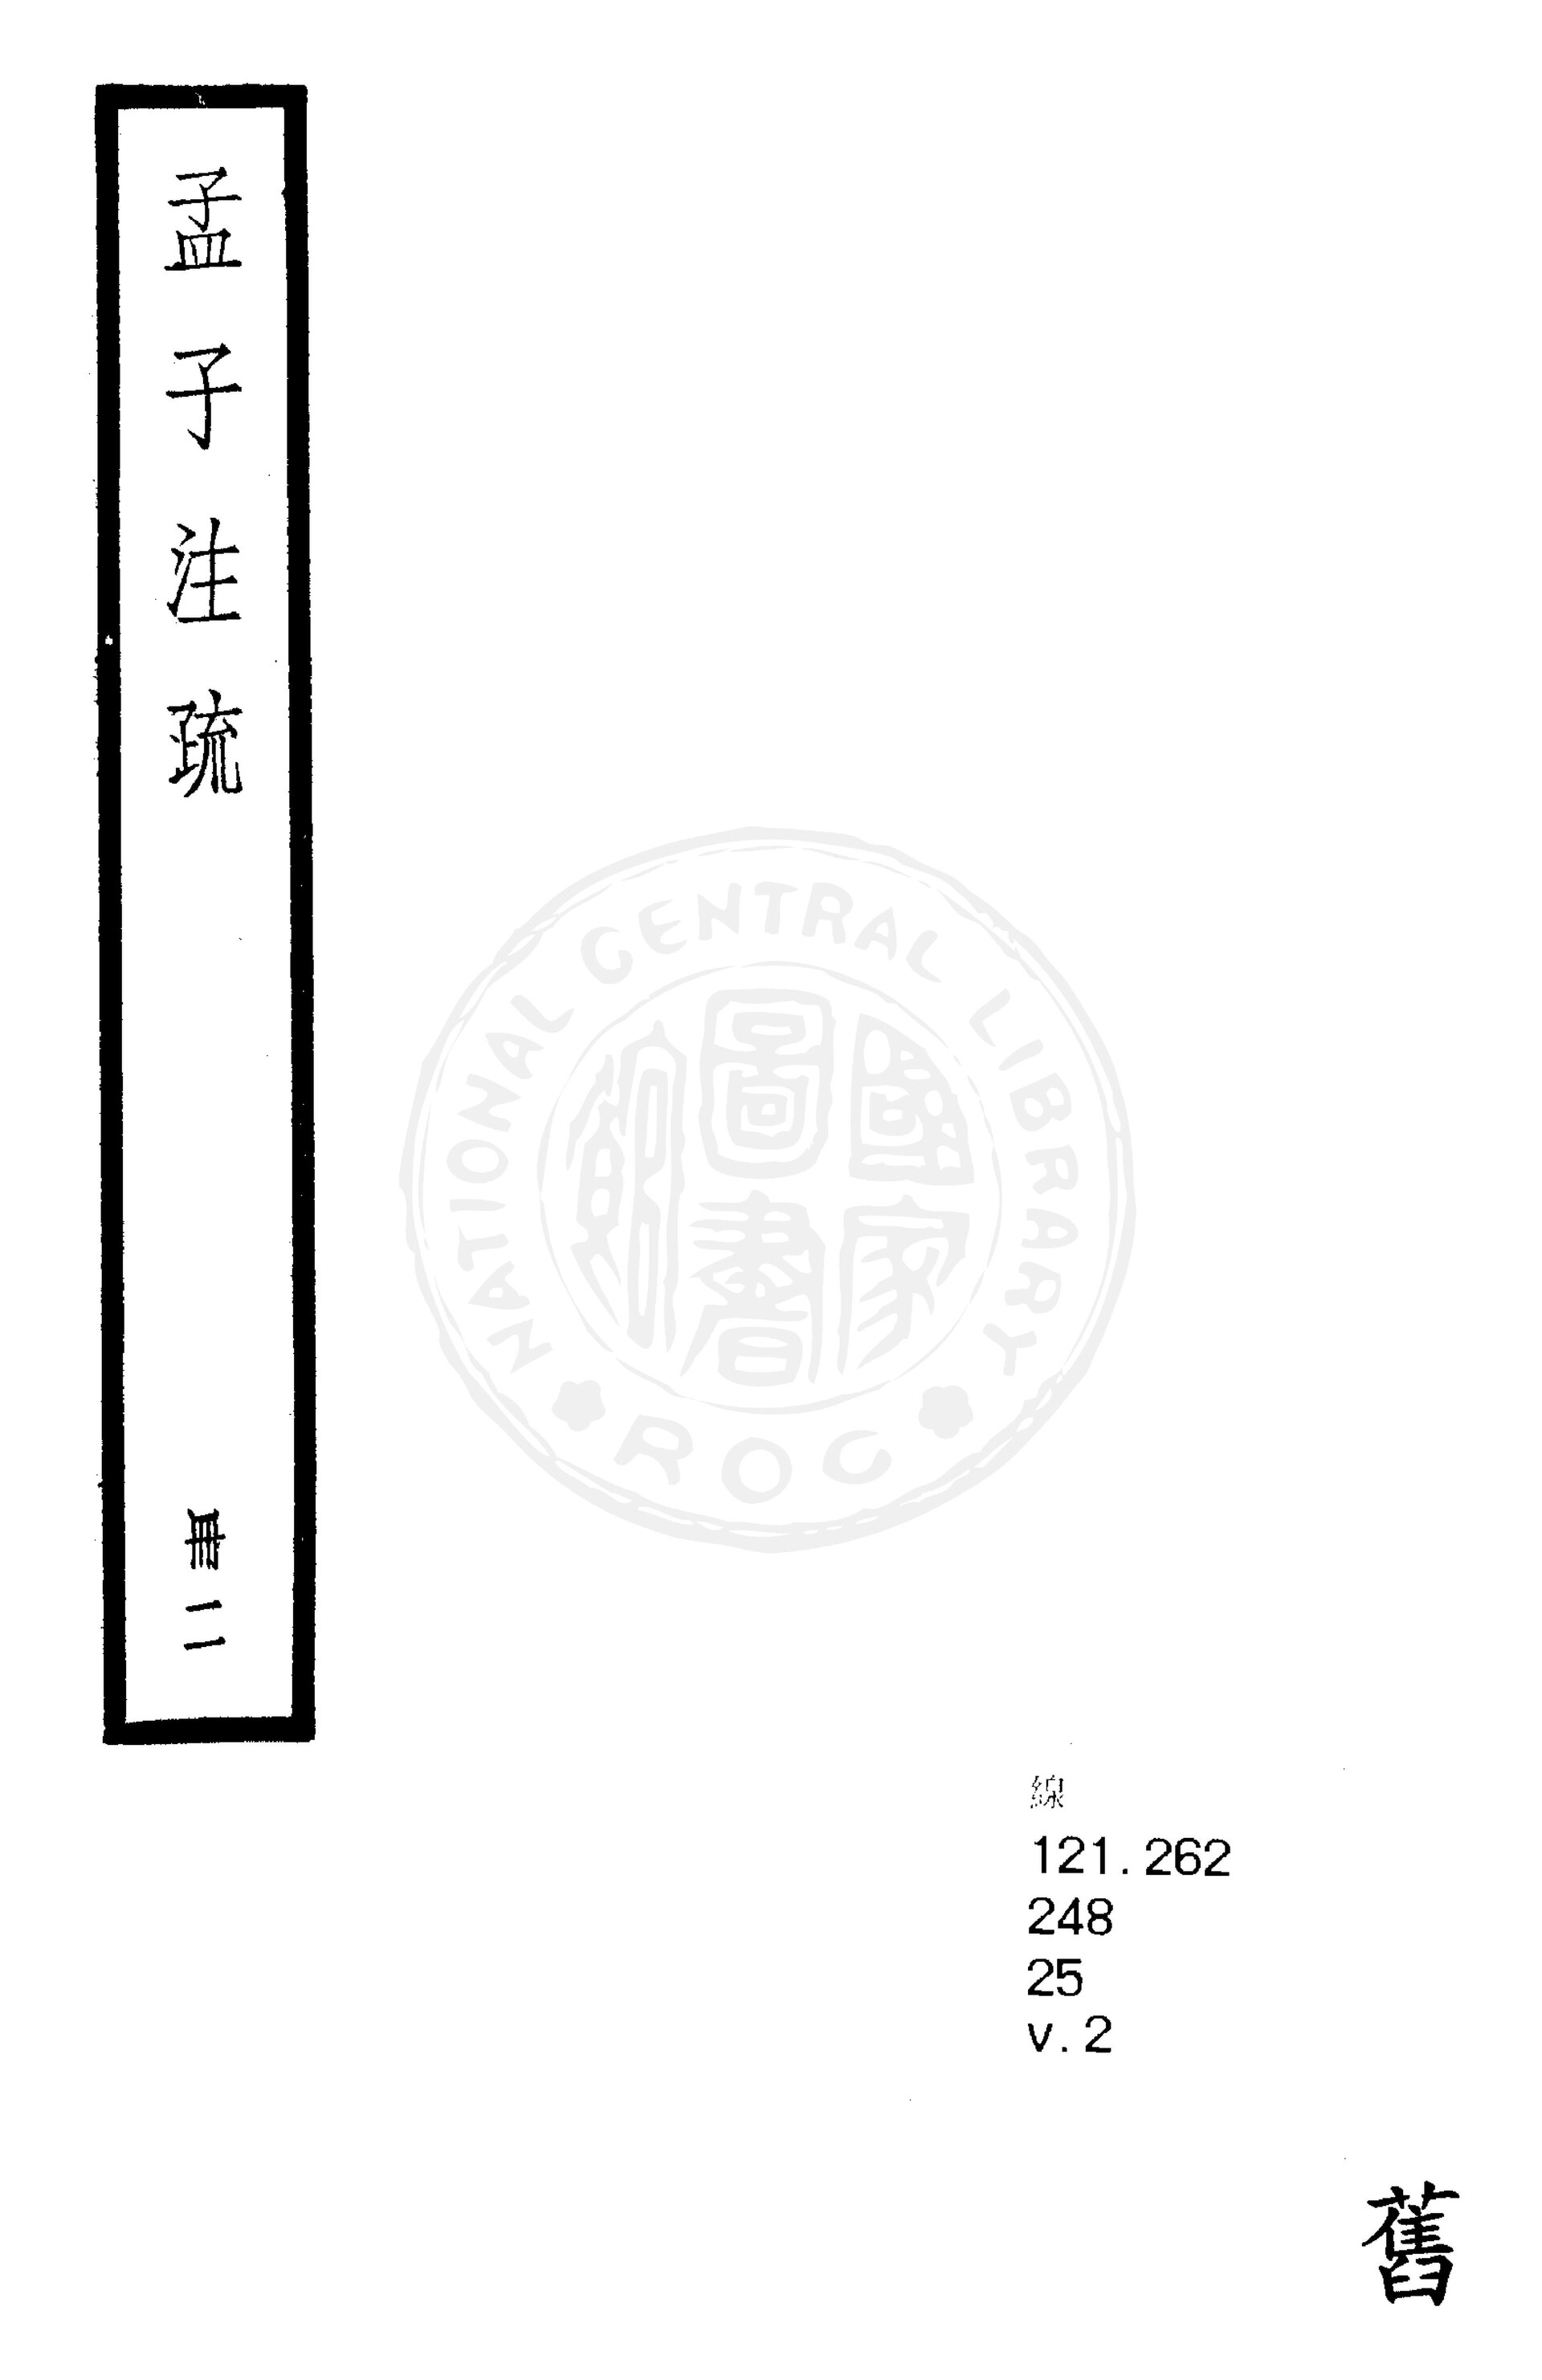 孟子注疏
冊二
國家
圖書
館
NATIONAL CENTRAL LIBRARY
ROC
線
121.262
248
25
v.2
舊